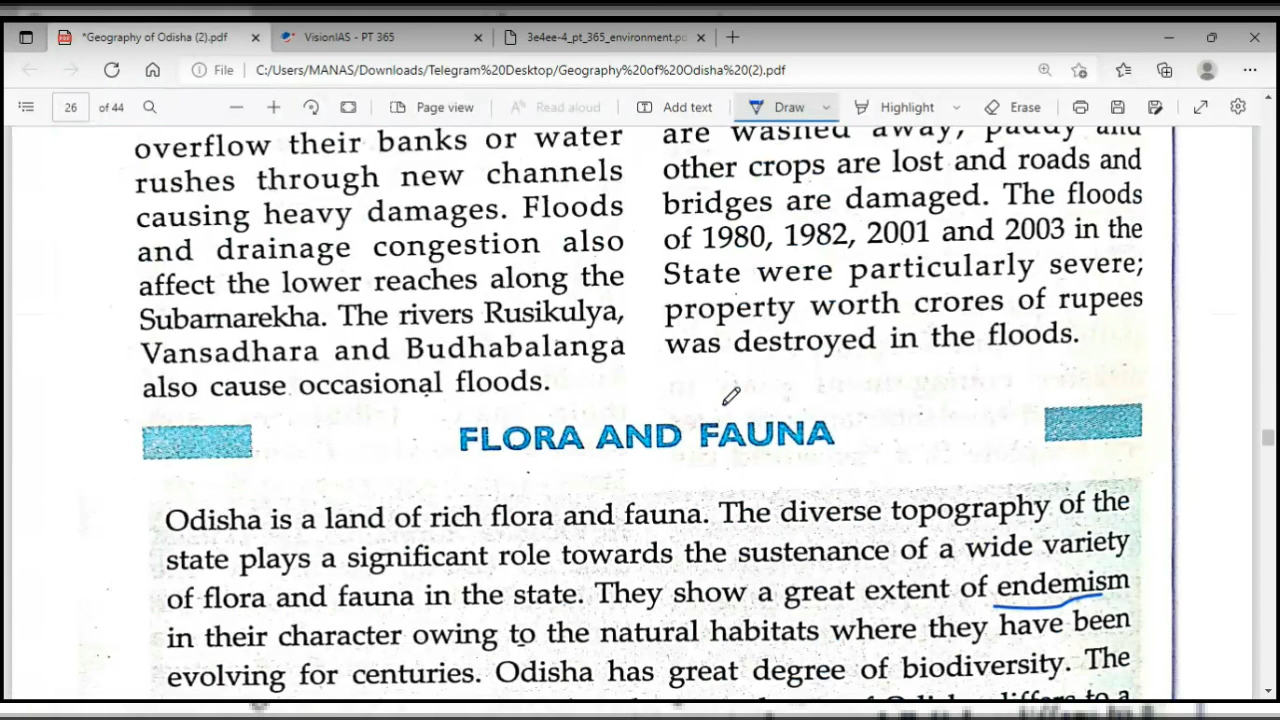 *Geography of Odisha (2).pdf
VisionIAS - PT 365
3e4ee-4_pt_365_environment.pd
File
C:/Users/MANAS/Downloads/Telegram%20Desktop/Geography%20of%20Odisha%20(2).pdf
26 of 44
Page view
Read aloud
Add text
Draw
Highlight
Erase
overflow their banks or water
rushes through new channels
causing heavy damages. Floods
and drainage congestion also
affect the lower reaches along the
Subarnarekha. The rivers Rusikulya,
Vansadhara and Budhabalanga
also cause occasional floods.
are washed away, paddy and
other crops are lost and roads and
bridges are damaged. The floods
of 1980, 1982, 2001 and 2003 in the
State were particularly severe;
property worth crores of rupees
was destroyed in the floods.
FLORA AND FAUNA
Odisha is a land of rich flora and fauna. The diverse topography of the
state plays a significant role towards the sustenance of a wide variety
of flora and fauna in the state. They show a great extent of endemism
in their character owing to the natural habitats where they have been
evolving for centuries. Odisha has great degree of biodiversity. The